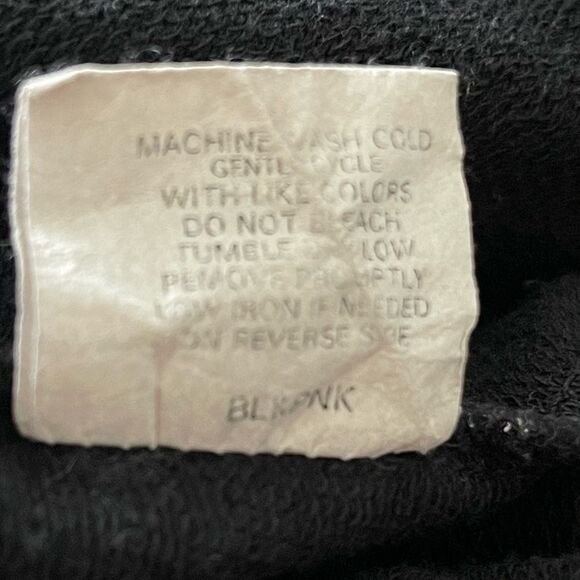 MACHINE WASH COLD
GENTLE CYCLE
WITH LIKE COLORS
DO NOT BLEACH
TUMBLE DRY LOW
REMOVE PROMPTLY
LOW IRON IF NEEDED
ON REVERSE SIDE
BLKPNK